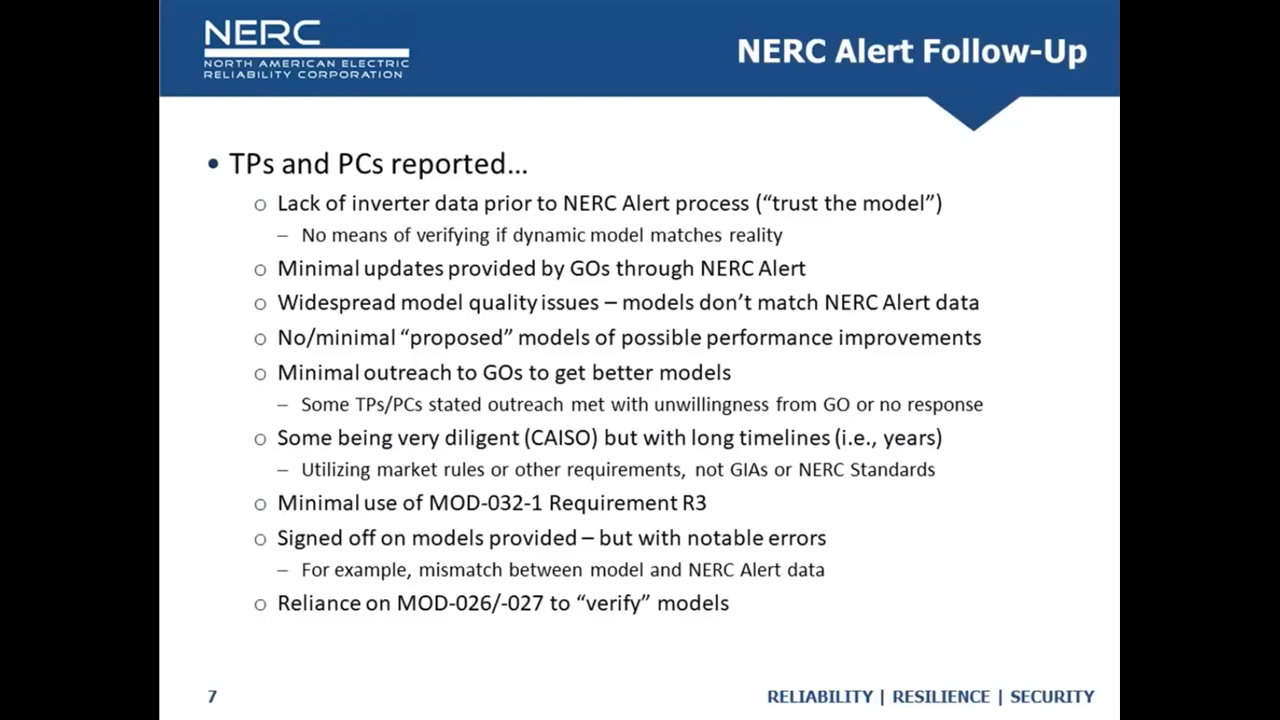 NERC
NORTH AMERICAN ELECTRIC
RELIABILITY CORPORATION
NERC Alert Follow-Up
• TPs and PCs reported…
o Lack of inverter data prior to NERC Alert process (“trust the model”)
– No means of verifying if dynamic model matches reality
o Minimal updates provided by GOs through NERC Alert
o Widespread model quality issues – models don’t match NERC Alert data
o No/minimal “proposed” models of possible performance improvements
o Minimal outreach to GOs to get better models
– Some TPs/PCs stated outreach met with unwillingness from GO or no response
o Some being very diligent (CAISO) but with long timelines (i.e., years)
– Utilizing market rules or other requirements, not GIAs or NERC Standards
o Minimal use of MOD-032-1 Requirement R3
o Signed off on models provided – but with notable errors
– For example, mismatch between model and NERC Alert data
o Reliance on MOD-026/-027 to “verify” models
7
RELIABILITY | RESILIENCE | SECURITY